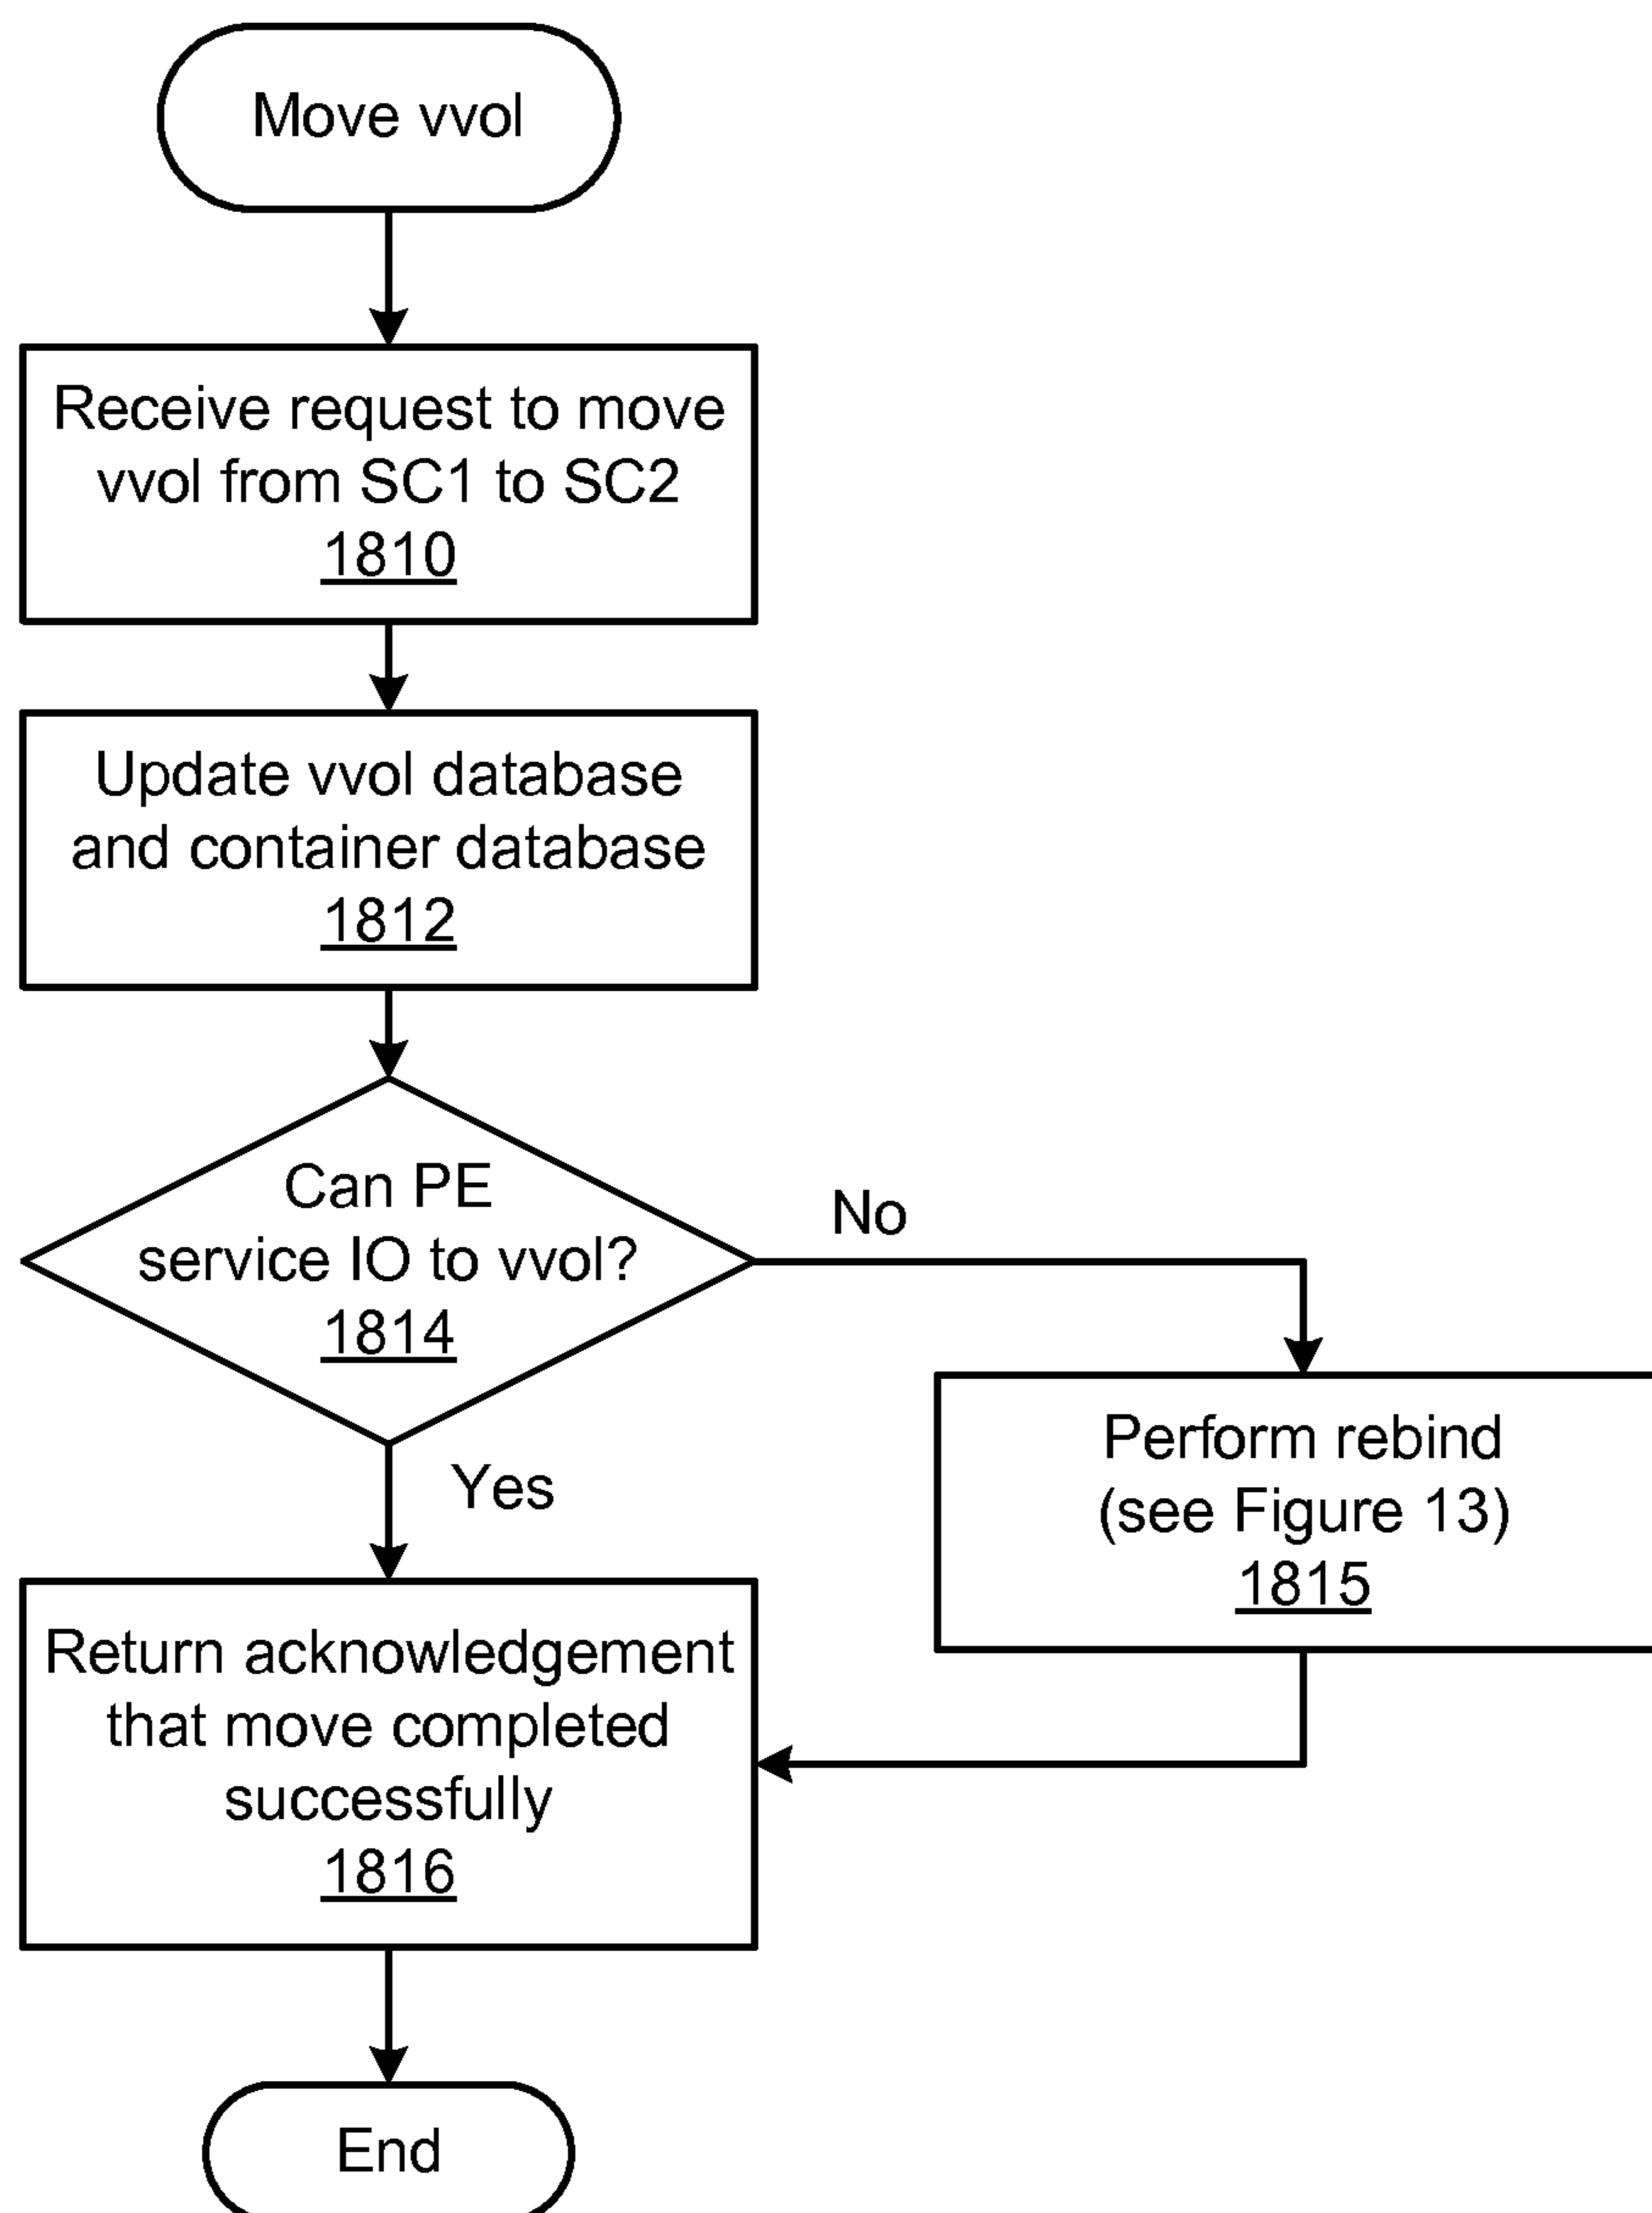 Move vvol
Receive request to move
vvol from SC1 to SC2
1810
Update vvol database
and container database
1812
Can PE
service IO to vvol?
1814
No
Yes
Perform rebind
(see Figure 13)
1815
Return acknowledgement
that move completed
successfully
1816
End